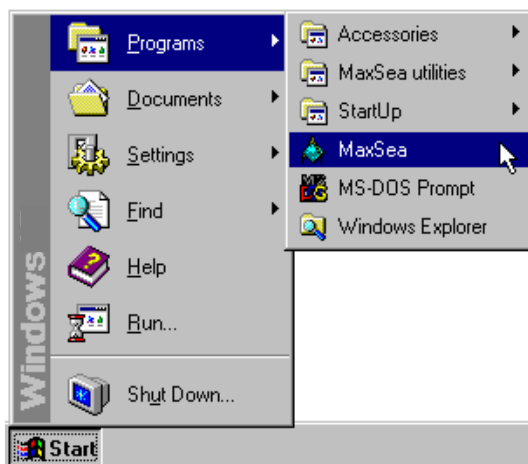 Programs
Documents
Settings
Find
Help
Run...
Shut Down...
Windows
Start
Accessories
MaxSea utilities
StartUp
MaxSea
MS-DOS Prompt
Windows Explorer